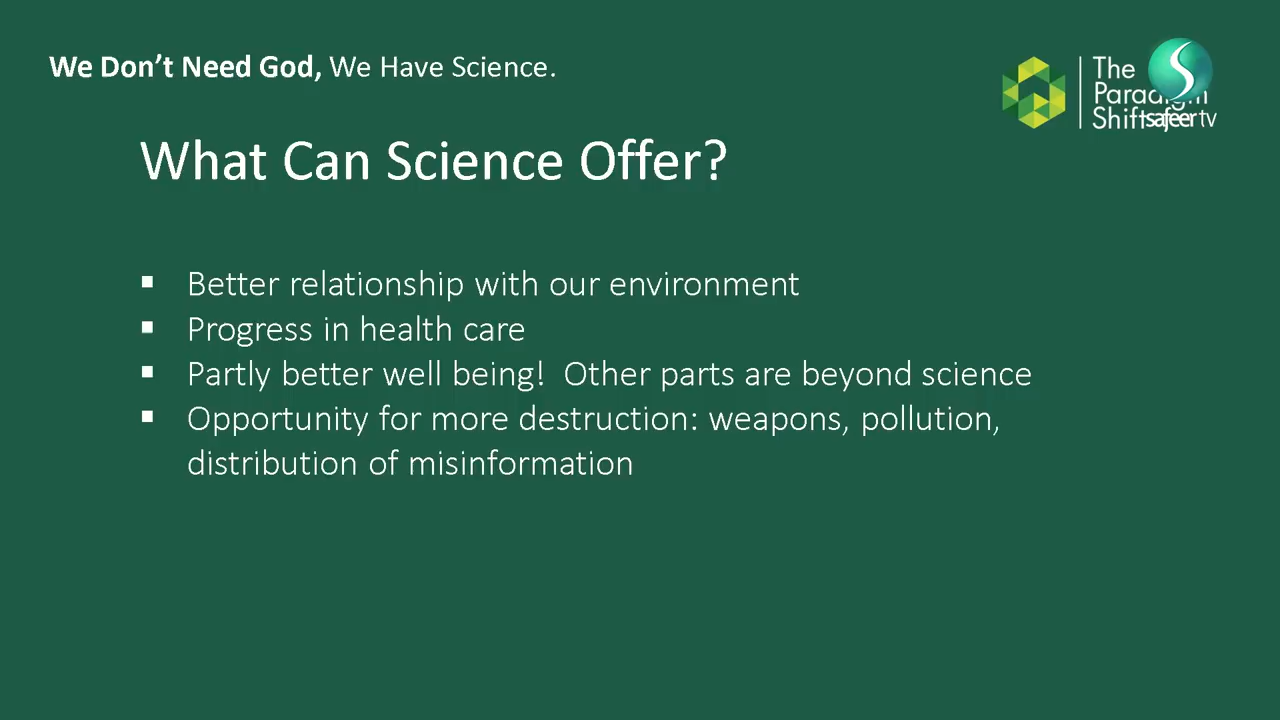 We Don't Need God, We Have Science.
The
Paradigm
Shift
safeer tv
What Can Science Offer?
▪ Better relationship with our environment
▪ Progress in health care
▪ Partly better well being!  Other parts are beyond science
▪ Opportunity for more destruction: weapons, pollution,
distribution of misinformation